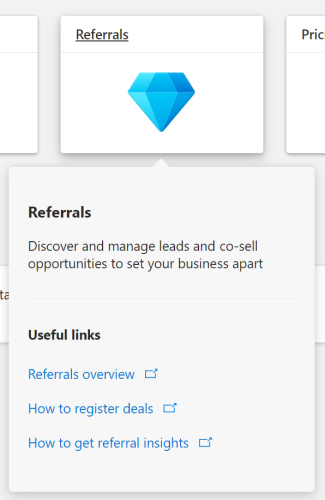 Referrals
Pric
Referrals
Discover and manage leads and co-sell
opportunities to set your business apart
ta
Useful links
Referrals overview
How to register deals
How to get referral insights